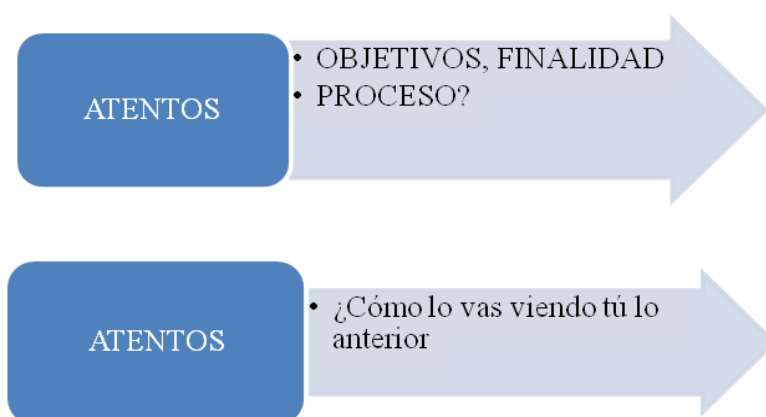 ATENTOS
• OBJETIVOS, FINALIDAD
• PROCESO?
ATENTOS
• ¿Cómo lo vas viendo tú lo
anterior